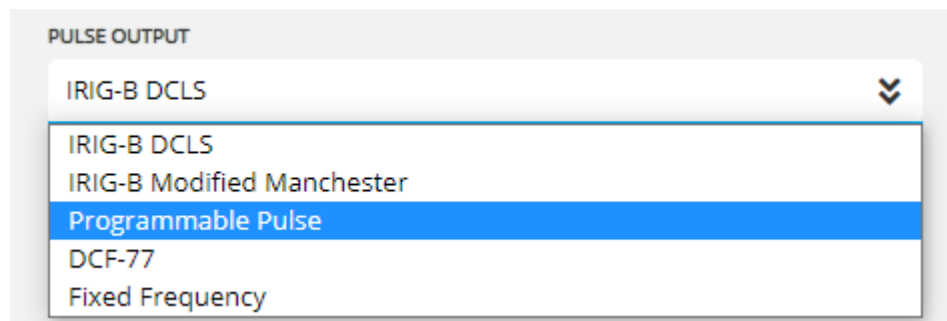 PULSE OUTPUT
IRIG-B DCLS
IRIG-B DCLS
IRIG-B Modified Manchester
Programmable Pulse
DCF-77
Fixed Frequency